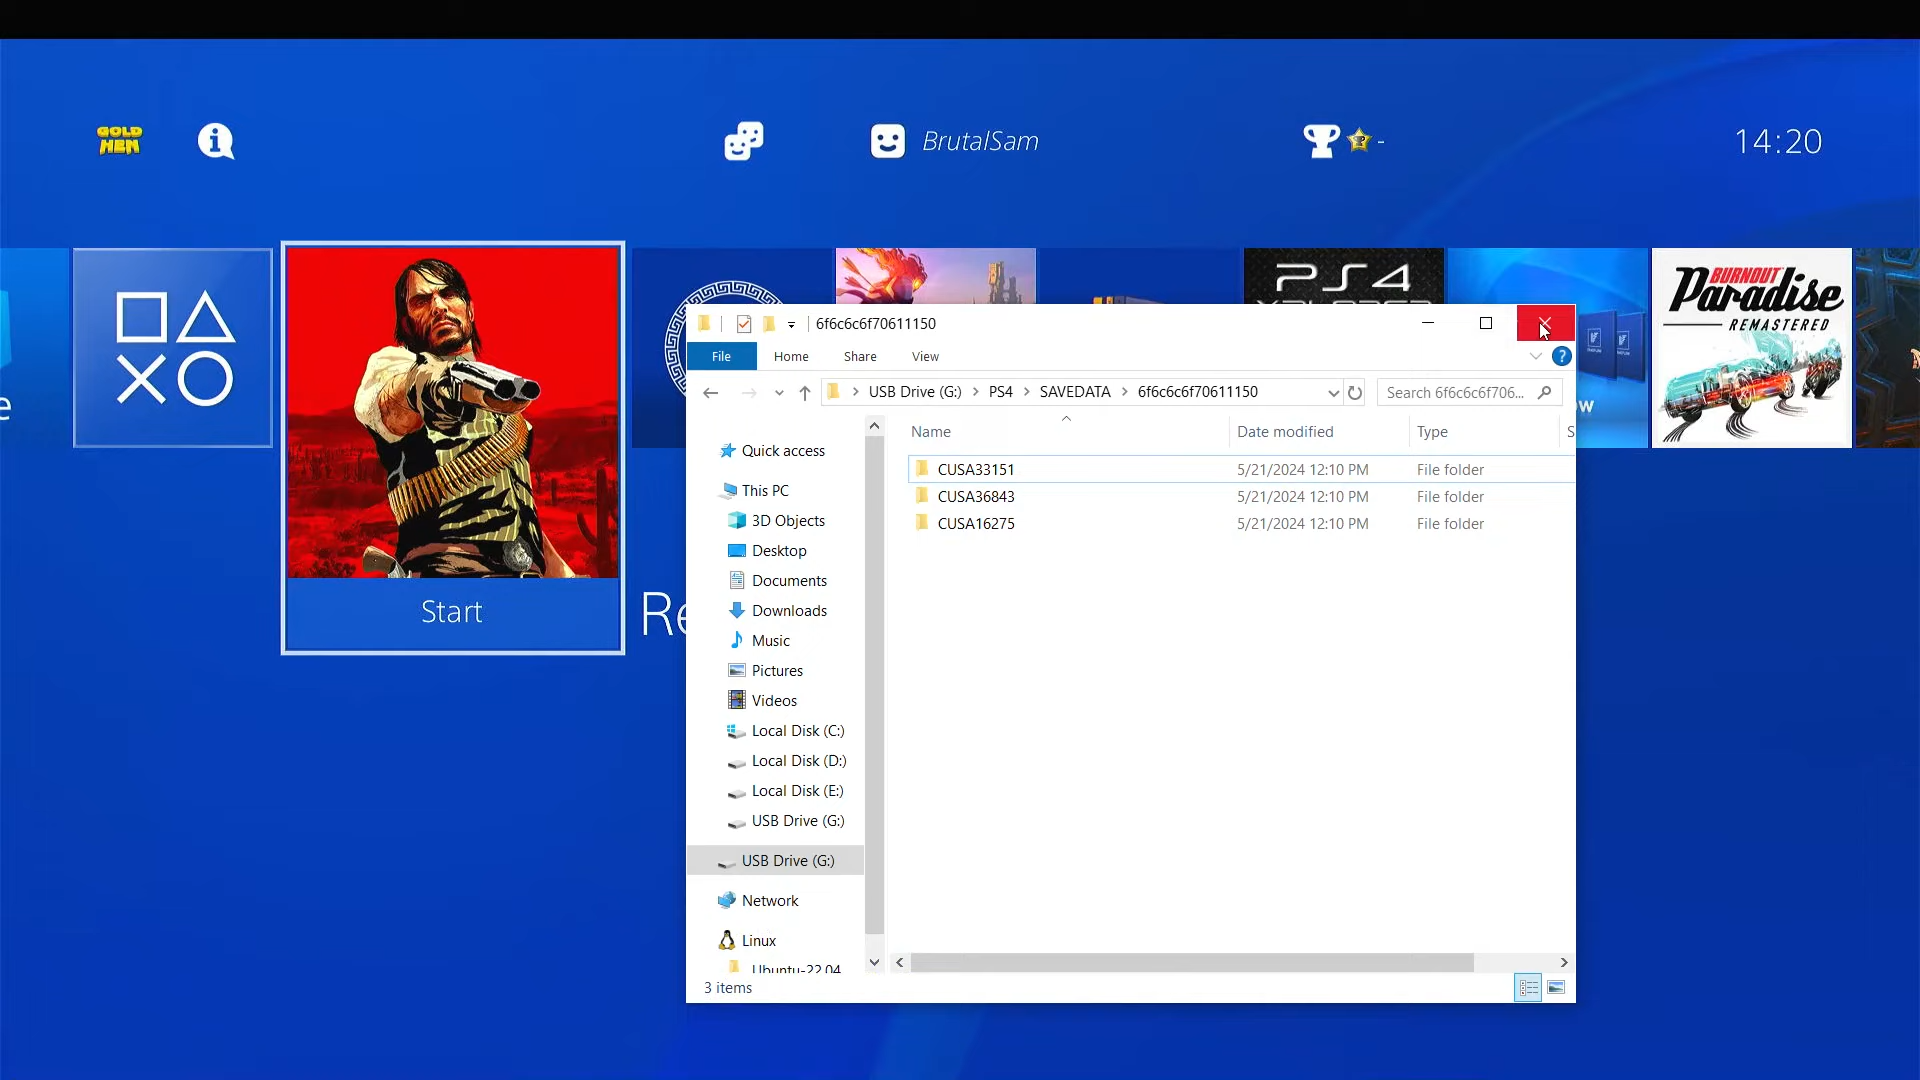 GOLD
HEN
BrutalSam
-
14:20
PS4
BURNOUT
Paradise
REMASTERED
Start
6f6c6c6f70611150
File
Home
Share
View
USB Drive (G:)
PS4
SAVEDATA
6f6c6c6f70611150
Search 6f6c6c6f706...
Name
Date modified
Type
S
Quick access
This PC
3D Objects
Desktop
Documents
Downloads
Music
Pictures
Videos
Local Disk (C:)
Local Disk (D:)
Local Disk (E:)
USB Drive (G:)
USB Drive (G:)
Network
Linux
Ubuntu-22.04
CUSA33151 5/21/2024 12:10 PM File folder
CUSA36843 5/21/2024 12:10 PM File folder
CUSA16275 5/21/2024 12:10 PM File folder
3 items